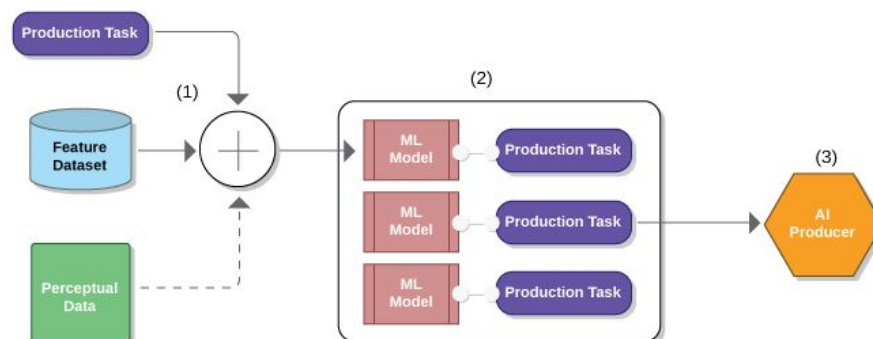 Production Task
(1)
(2)
Feature
Dataset
ML
Model
Production Task
(3)
ML
Model
Production Task
AI
Producer
Perceptual
Data
ML
Model
Production Task